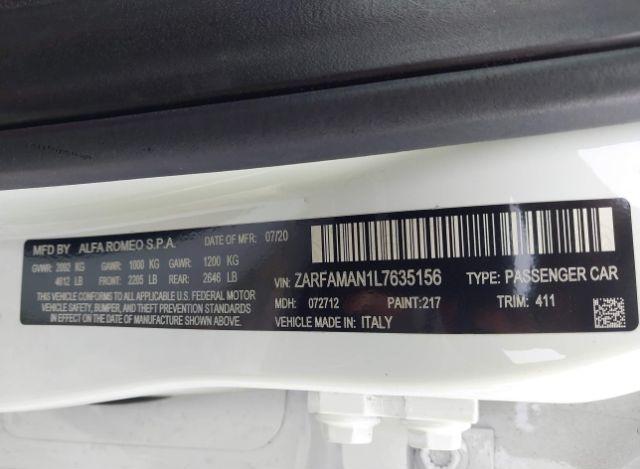 MFD BY ALFA ROMEO S.P.A. DATE OF MFR: 07/20
GVWR: 2092 KG GAWR: 1000 KG GAWR: 1200 KG
4612 LB FRONT: 2205 LB REAR: 2646 LB
THIS VEHICLE CONFORMS TO ALL APPLICABLE U.S. FEDERAL MOTOR
VEHICLE SAFETY, BUMPER, AND THEFT PREVENTION STANDARDS
IN EFFECT ON THE DATE OF MANUFACTURE SHOWN ABOVE.
VIN: ZARFAMAN1L7635156 TYPE: PASSENGER CAR
MDH: 072712 PAINT: 217 TRIM: 411
VEHICLE MADE IN: ITALY